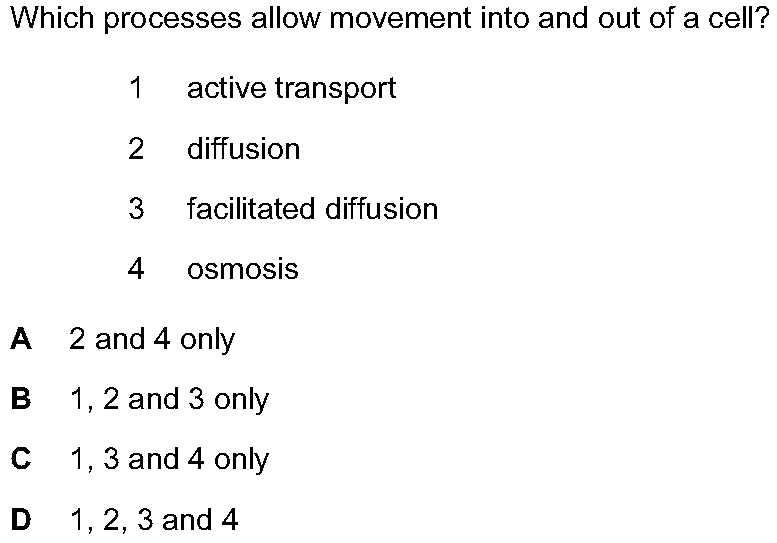 Which processes allow movement into and out of a cell?
1 active transport
2 diffusion
3 facilitated diffusion
4 osmosis
A 2 and 4 only
B 1, 2 and 3 only
C 1, 3 and 4 only
D 1, 2, 3 and 4